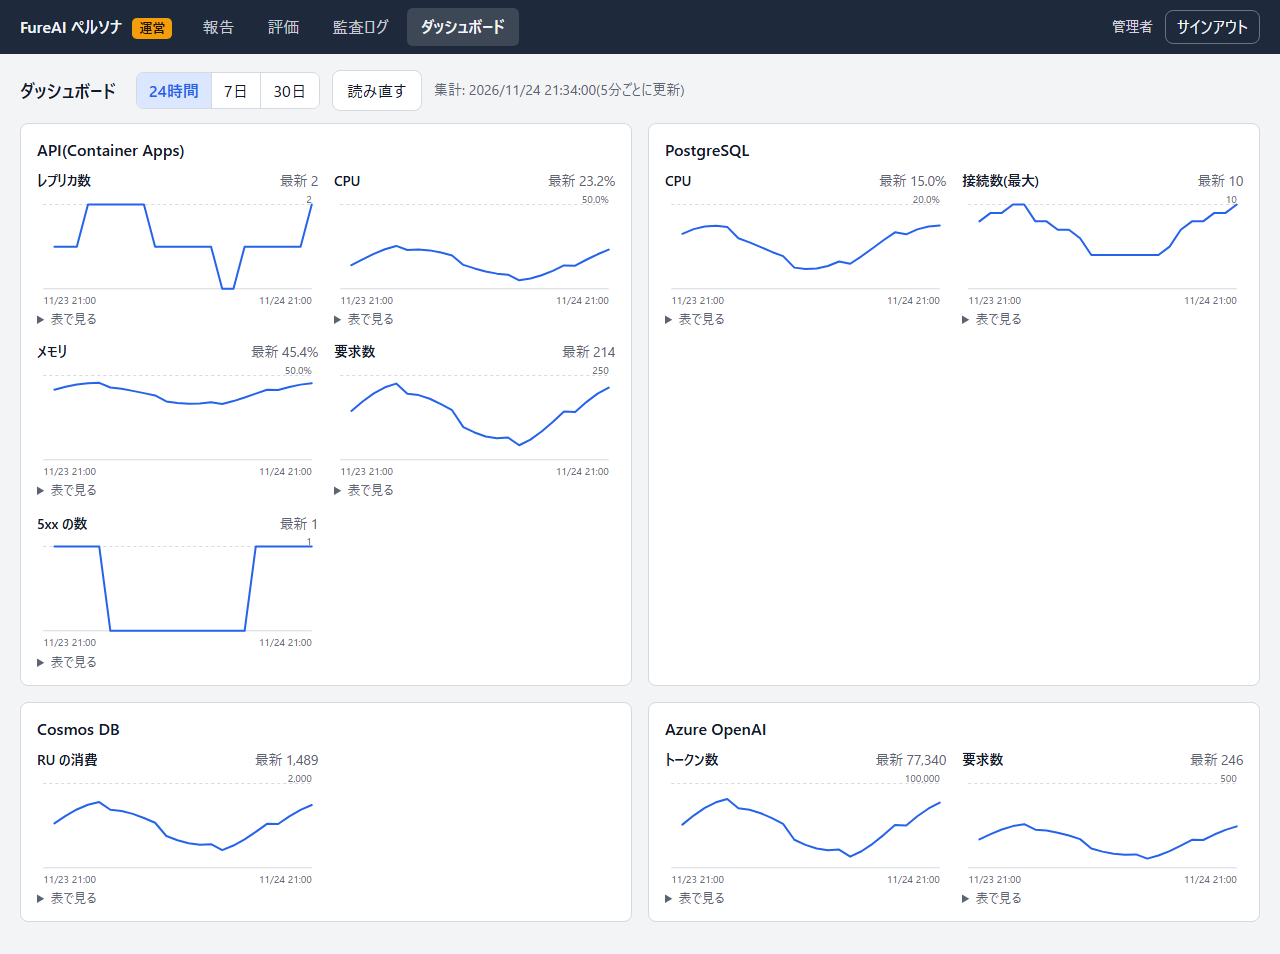 FureAI ペルソナ 運営 報告 評価 監査ログ ダッシュボード 管理者 サインアウト
ダッシュボード 24時間 7日 30日 読み直す 集計: 2026/11/24 21:34:00(5分ごとに更新)
API(Container Apps)
レプリカ数 最新 2
2
11/23 21:00 11/24 21:00
▶ 表で見る
CPU 最新 23.2%
50.0%
11/23 21:00 11/24 21:00
▶ 表で見る
メモリ 最新 45.4%
50.0%
11/23 21:00 11/24 21:00
▶ 表で見る
要求数 最新 214
250
11/23 21:00 11/24 21:00
▶ 表で見る
5xx の数 最新 1
1
11/23 21:00 11/24 21:00
▶ 表で見る
PostgreSQL
CPU 最新 15.0%
20.0%
11/23 21:00 11/24 21:00
▶ 表で見る
接続数(最大) 最新 10
10
11/23 21:00 11/24 21:00
▶ 表で見る
Cosmos DB
RU の消費 最新 1,489
2,000
11/23 21:00 11/24 21:00
▶ 表で見る
Azure OpenAI
トークン数 最新 77,340
100,000
11/23 21:00 11/24 21:00
▶ 表で見る
要求数 最新 246
500
11/23 21:00 11/24 21:00
▶ 表で見る